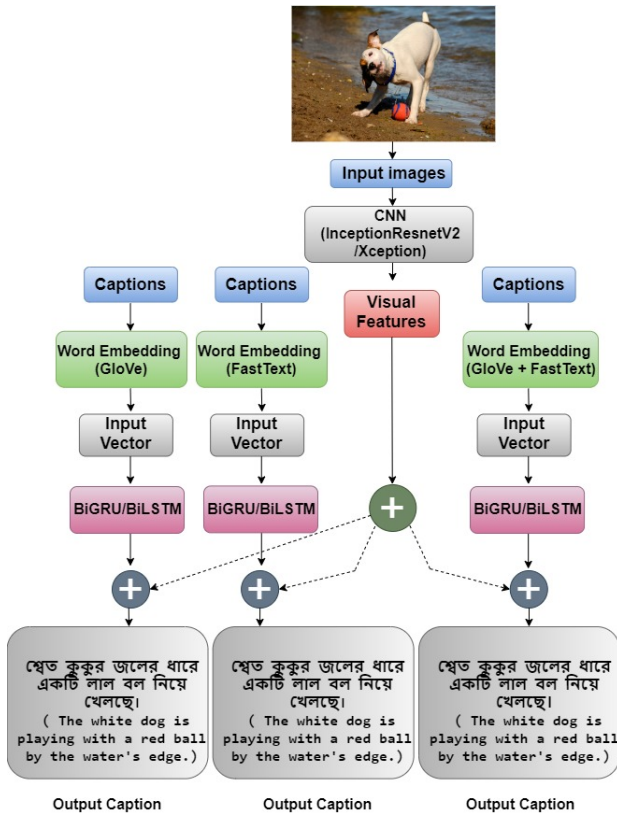 Input images
CNN
(InceptionResnetV2
/Xception)
Captions
Captions
Visual
Features
Captions
Word Embedding
(GloVe)
Word Embedding
(FastText)
Word Embedding
(GloVe + FastText)
Input
Vector
Input
Vector
Input
Vector
BiGRU/BiLSTM
BiGRU/BiLSTM
BiGRU/BiLSTM
+
+
+
+
শ্বেত কুকুর জলের ধারে
একটি লাল বল নিয়ে
খেলছে।
( The white dog is
playing with a red ball
by the water's edge.)
শ্বেত কুকুর জলের ধারে
একটি লাল বল নিয়ে
খেলছে।
( The white dog is
playing with a red ball
by the water's edge.)
শ্বেত কুকুর জলের ধারে
একটি লাল বল নিয়ে
খেলছে।
( The white dog is
playing with a red ball
by the water's edge.)
Output Caption
Output Caption
Output Caption